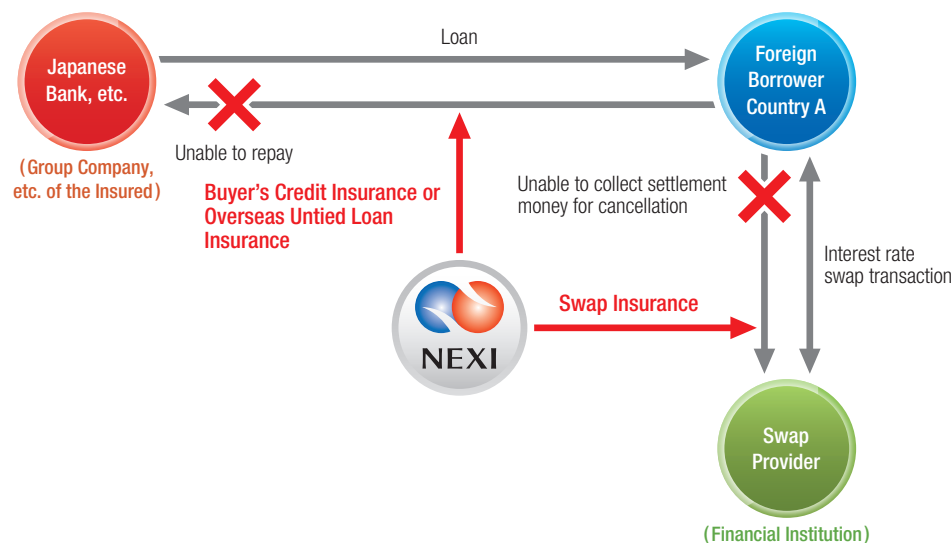 Loan
Japanese
Bank, etc.
Foreign
Borrower
Country A
Unable to repay
(Group Company,
etc. of the Insured)
Buyer's Credit Insurance or
Overseas Untied Loan
Insurance
Unable to collect settlement
money for cancellation
Interest rate
swap transaction
Swap Insurance
NEXI
Swap
Provider
(Financial Institution)